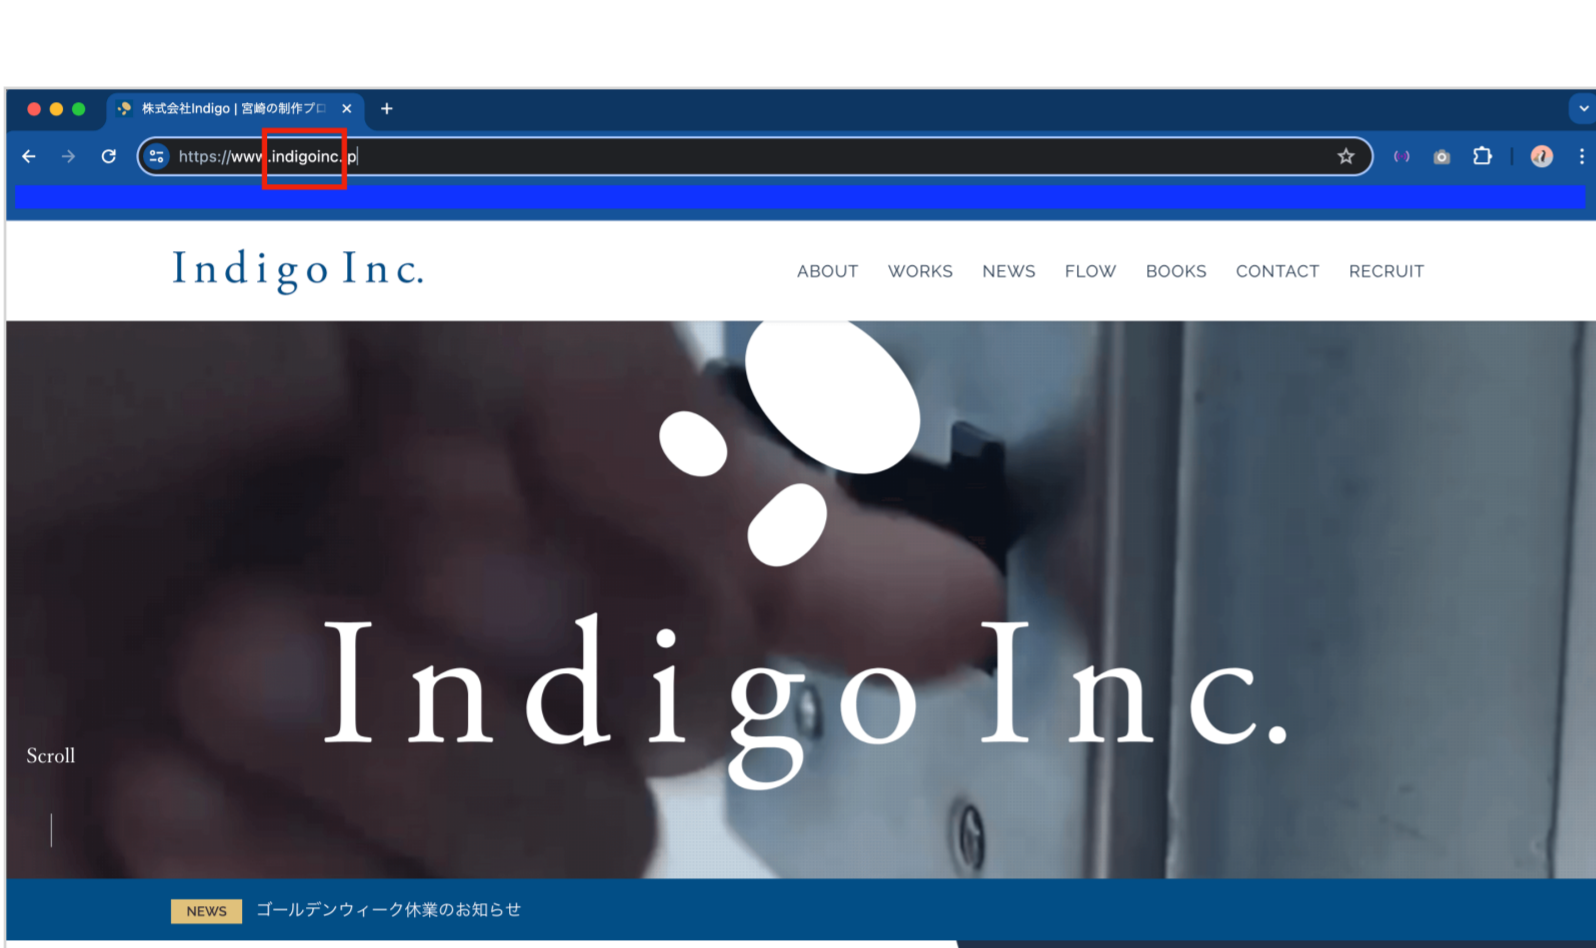 株式会社Indigo | 宮崎の制作プロ
https://www.indigoinc.jp
Indigo Inc.
ABOUT WORKS NEWS FLOW BOOKS CONTACT RECRUIT
Indigo Inc.
Scroll
NEWS ゴールデンウィーク休業のお知らせ